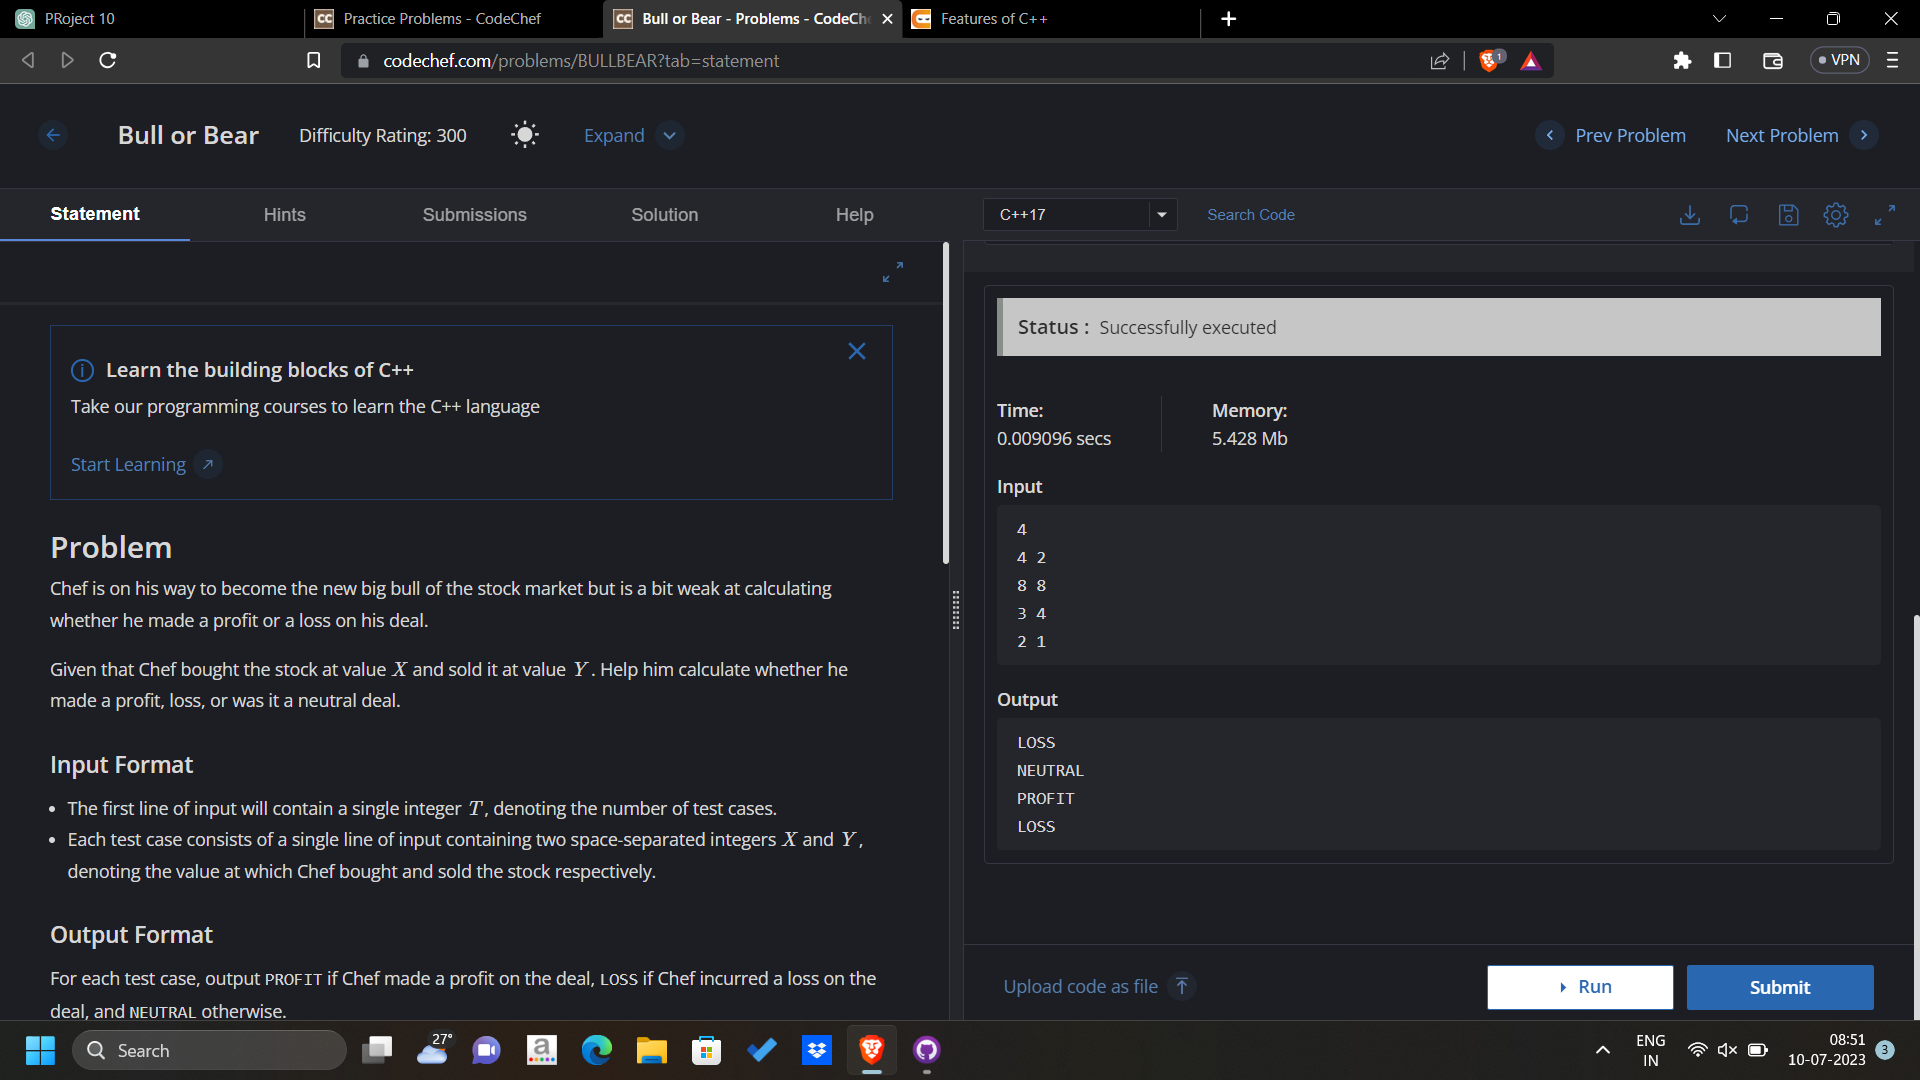 PRoject 10
CC Practice Problems - CodeChef
CC Bull or Bear - Problems - CodeChe
Features of C++
codechef.com/problems/BULLBEAR?tab=statement
1
VPN
Bull or Bear
Difficulty Rating: 300
Expand
Prev Problem
Next Problem
Statement
Hints
Submissions
Solution
Help
C++17
Search Code
Learn the building blocks of C++
Take our programming courses to learn the C++ language
Start Learning
Problem
Chef is on his way to become the new big bull of the stock market but is a bit weak at calculating
whether he made a profit or a loss on his deal.
Given that Chef bought the stock at value X and sold it at value Y. Help him calculate whether he
made a profit, loss, or was it a neutral deal.
Input Format
• The first line of input will contain a single integer T, denoting the number of test cases.
• Each test case consists of a single line of input containing two space-separated integers X and Y,
denoting the value at which Chef bought and sold the stock respectively.
Output Format
For each test case, output PROFIT if Chef made a profit on the deal, LOSS if Chef incurred a loss on the
deal, and NEUTRAL otherwise.
Status : Successfully executed
Time:
0.009096 secs
Memory:
5.428 Mb
Input
4
4 2
8 8
3 4
2 1
Output
LOSS
NEUTRAL
PROFIT
LOSS
Upload code as file
Run
Submit
Search
27°
a
ENG
IN
08:51
10-07-2023
3